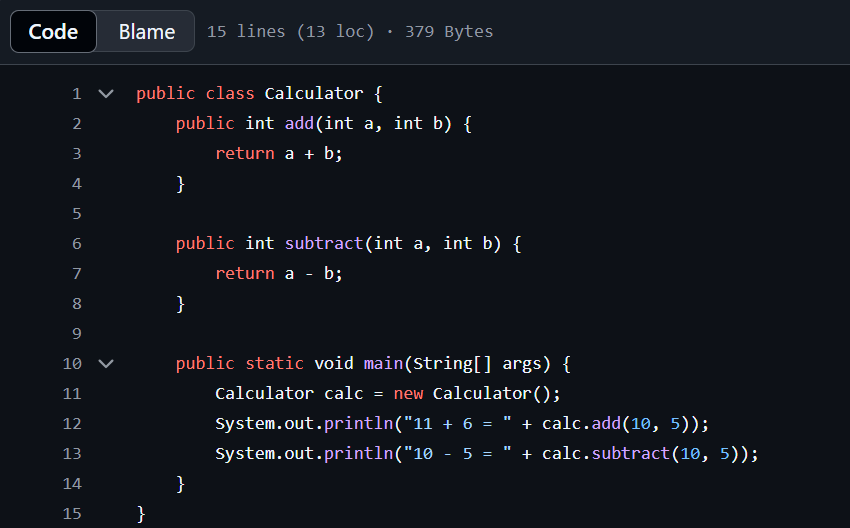 Code Blame 15 lines (13 loc) · 379 Bytes
1 public class Calculator {
2     public int add(int a, int b) {
3         return a + b;
4     }
5
6     public int subtract(int a, int b) {
7         return a - b;
8     }
9
10     public static void main(String[] args) {
11         Calculator calc = new Calculator();
12         System.out.println("11 + 6 = " + calc.add(10, 5));
13         System.out.println("10 - 5 = " + calc.subtract(10, 5));
14     }
15 }